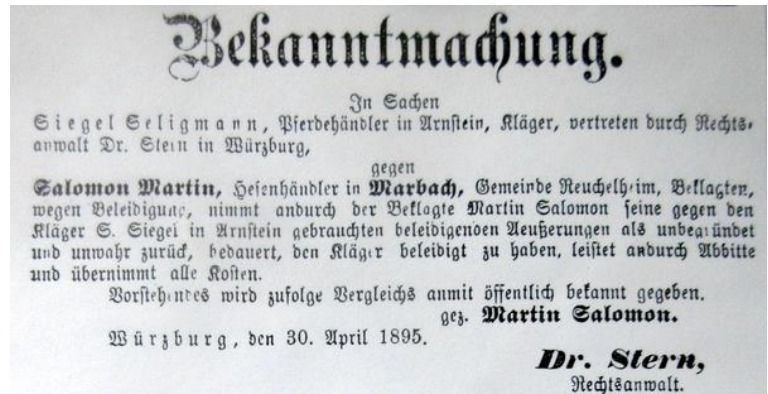 Bekanntmachung.
In Sachen
Siegel Seligmann, Pferdehändler in Arnstein, Kläger, vertreten durch Rechts-
anwalt Dr. Stern in Würzburg,
gegen
Salomon Martin, Hefenhändler in Marbach, Gemeinde Reuchelheim, Beklagten,
wegen Beleidigung, nimmt andurch der Beklagte Martin Salomon seine gegen den
Kläger S. Siegel in Arnstein gebrauchten beleidigenden Aeußerungen als unbegründet
und unwahr zurück, bedauert, den Kläger beleidigt zu haben, leistet andurch Abbitte
und übernimmt alle Kosten.
Vorstehendes wird zufolge Vergleichs anmit öffentlich bekannt gegeben.
gez. Martin Salomon.
Würzburg, den 30. April 1895.
Dr. Stern,
Rechtsanwalt.